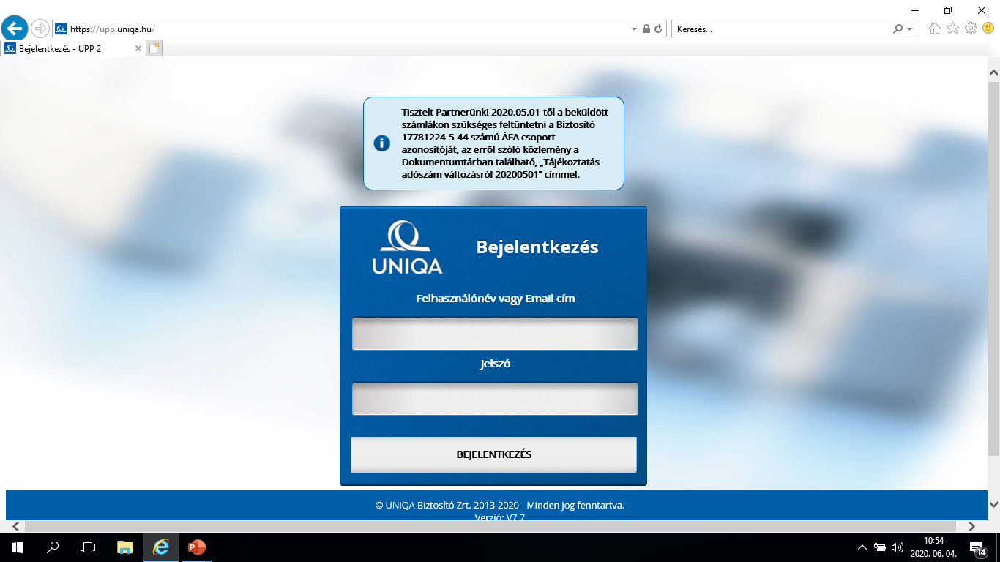 https://upp.uniqa.hu/
Keresés...
Bejelentkezés - UPP 2
Tisztelt Partnerünk! 2020.05.01-től a beküldött
számlákon szükséges feltüntetni a Biztosító
17781224-5-44 számú ÁFA csoport
azonosítóját, az erről szóló közlemény a
Dokumentumtárban található, „Tájékoztatás
adószám változásról 20200501” címmel.
UNIQA
Bejelentkezés
Felhasználónév vagy Email cím
Jelszó
BEJELENTKEZÉS
© UNIQA Biztosító Zrt. 2013-2020 - Minden jog fenntartva.
Verzió: V7.7
10:54
2020. 06. 04.
14